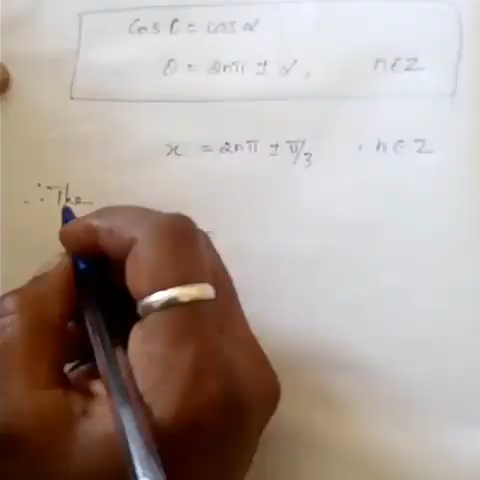 cos θ = cos α
θ = 2nπ ± α, n∈Z
x = 2nπ ± π/3, n∈Z
∴ The